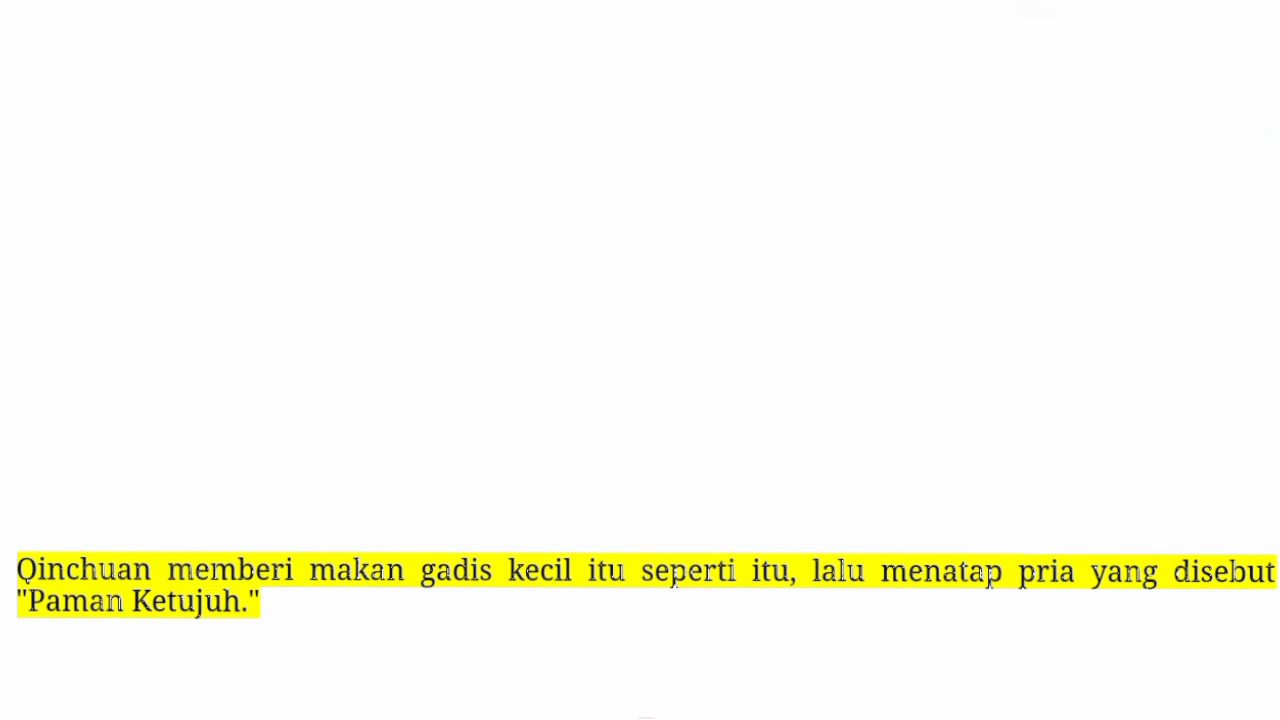 Qinchuan memberi makan gadis kecil itu seperti itu, lalu menatap pria yang disebut
"Paman Ketujuh."